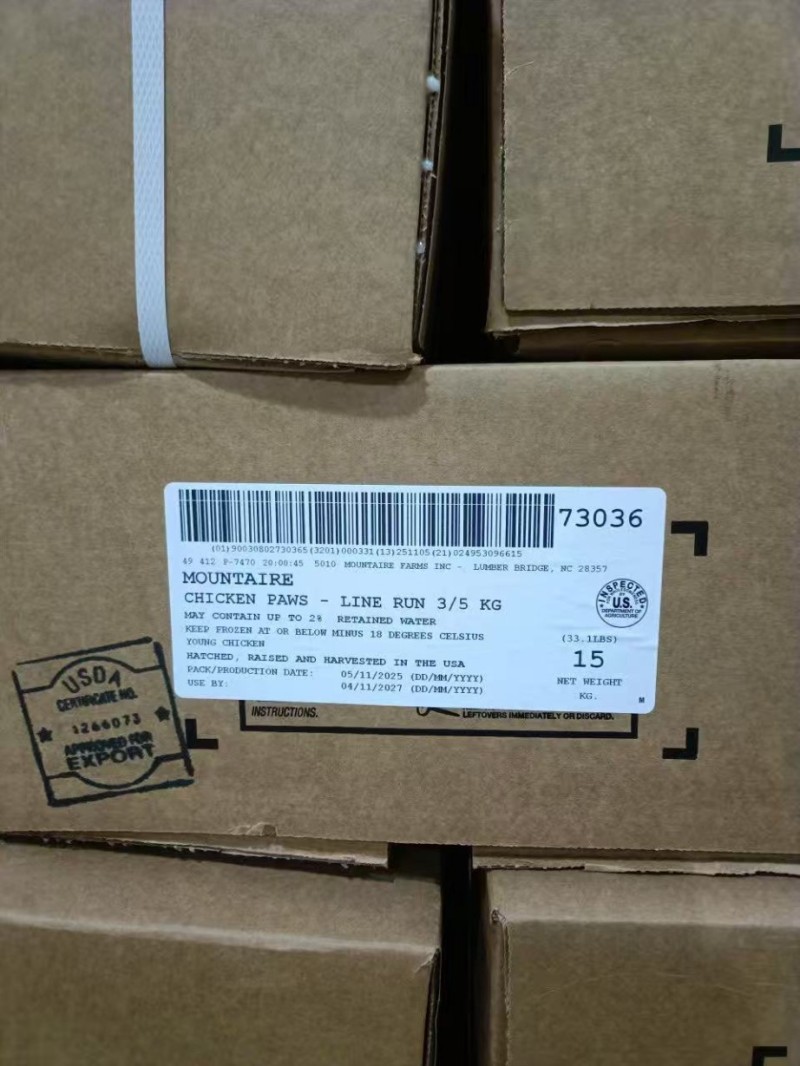 73036
(01)90030802730365(3201)000331(13)251105(21)024953096615
49 412 P-7470 20:00:45 5010 MOUNTAIRE FARMS INC - LUMBER BRIDGE, NC 28357
MOUNTAIRE
CHICKEN PAWS - LINE RUN 3/5 KG
MAY CONTAIN UP TO 2% RETAINED WATER
KEEP FROZEN AT OR BELOW MINUS 18 DEGREES CELSIUS
YOUNG CHICKEN
HATCHED, RAISED AND HARVESTED IN THE USA
PACK/PRODUCTION DATE: 05/11/2025 (DD/MM/YYYY)
USE BY: 04/11/2027 (DD/MM/YYYY)
INSPECTED
BY
U.S.
DEPARTMENT OF
AGRICULTURE
(33.1LBS)
15
NET WEIGHT
KG.
M
INSTRUCTIONS.
LEFTOVERS IMMEDIATELY OR DISCARD.
USDA
CERTIFICATE NO.
1266073
APPROVED FOR
EXPORT